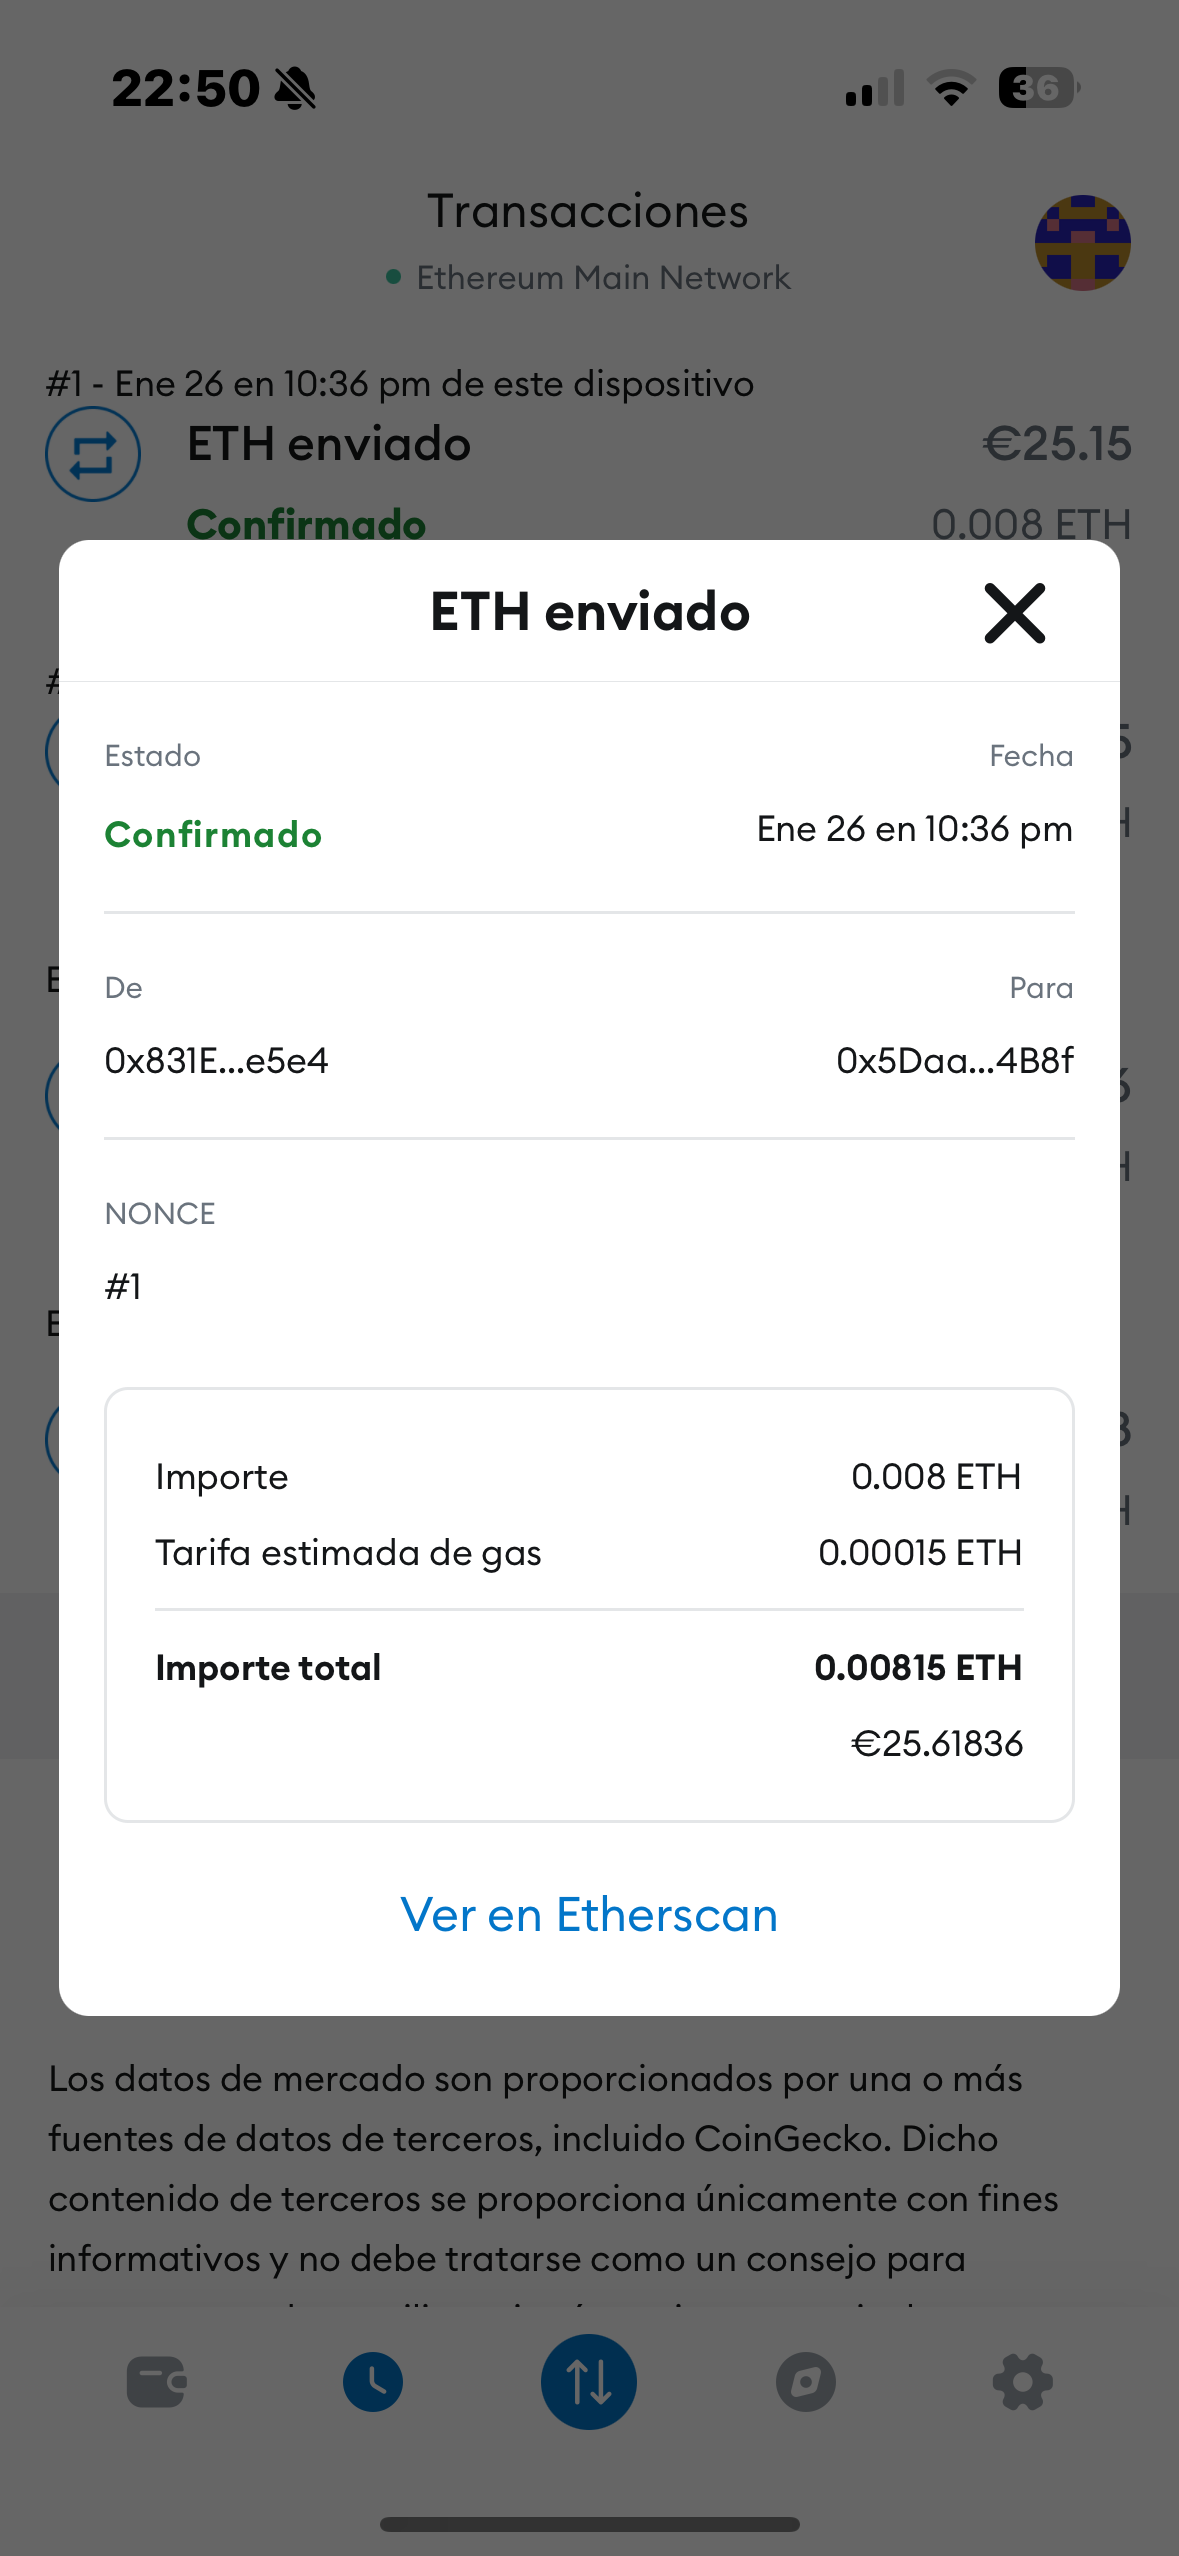 22:50
36
Transacciones
Ethereum Main Network
#1 - Ene 26 en 10:36 pm de este dispositivo
ETH enviado €25.15
Confirmado 0.008 ETH
ETH enviado
Estado Fecha
Confirmado Ene 26 en 10:36 pm
De Para
0x831E...e5e4 0x5Daa...4B8f
NONCE
#1
Importe 0.008 ETH
Tarifa estimada de gas 0.00015 ETH
Importe total 0.00815 ETH
€25.61836
Ver en Etherscan
Los datos de mercado son proporcionados por una o más
fuentes de datos de terceros, incluido CoinGecko. Dicho
contenido de terceros se proporciona únicamente con fines
informativos y no debe tratarse como un consejo para